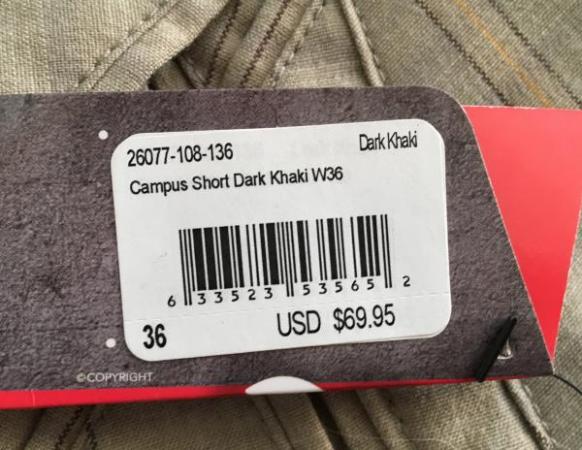 26077-108-136 Dark Khaki
Campus Short Dark Khaki W36
6 33523 53565 2
36 USD $69.95
©COPYRIGHT